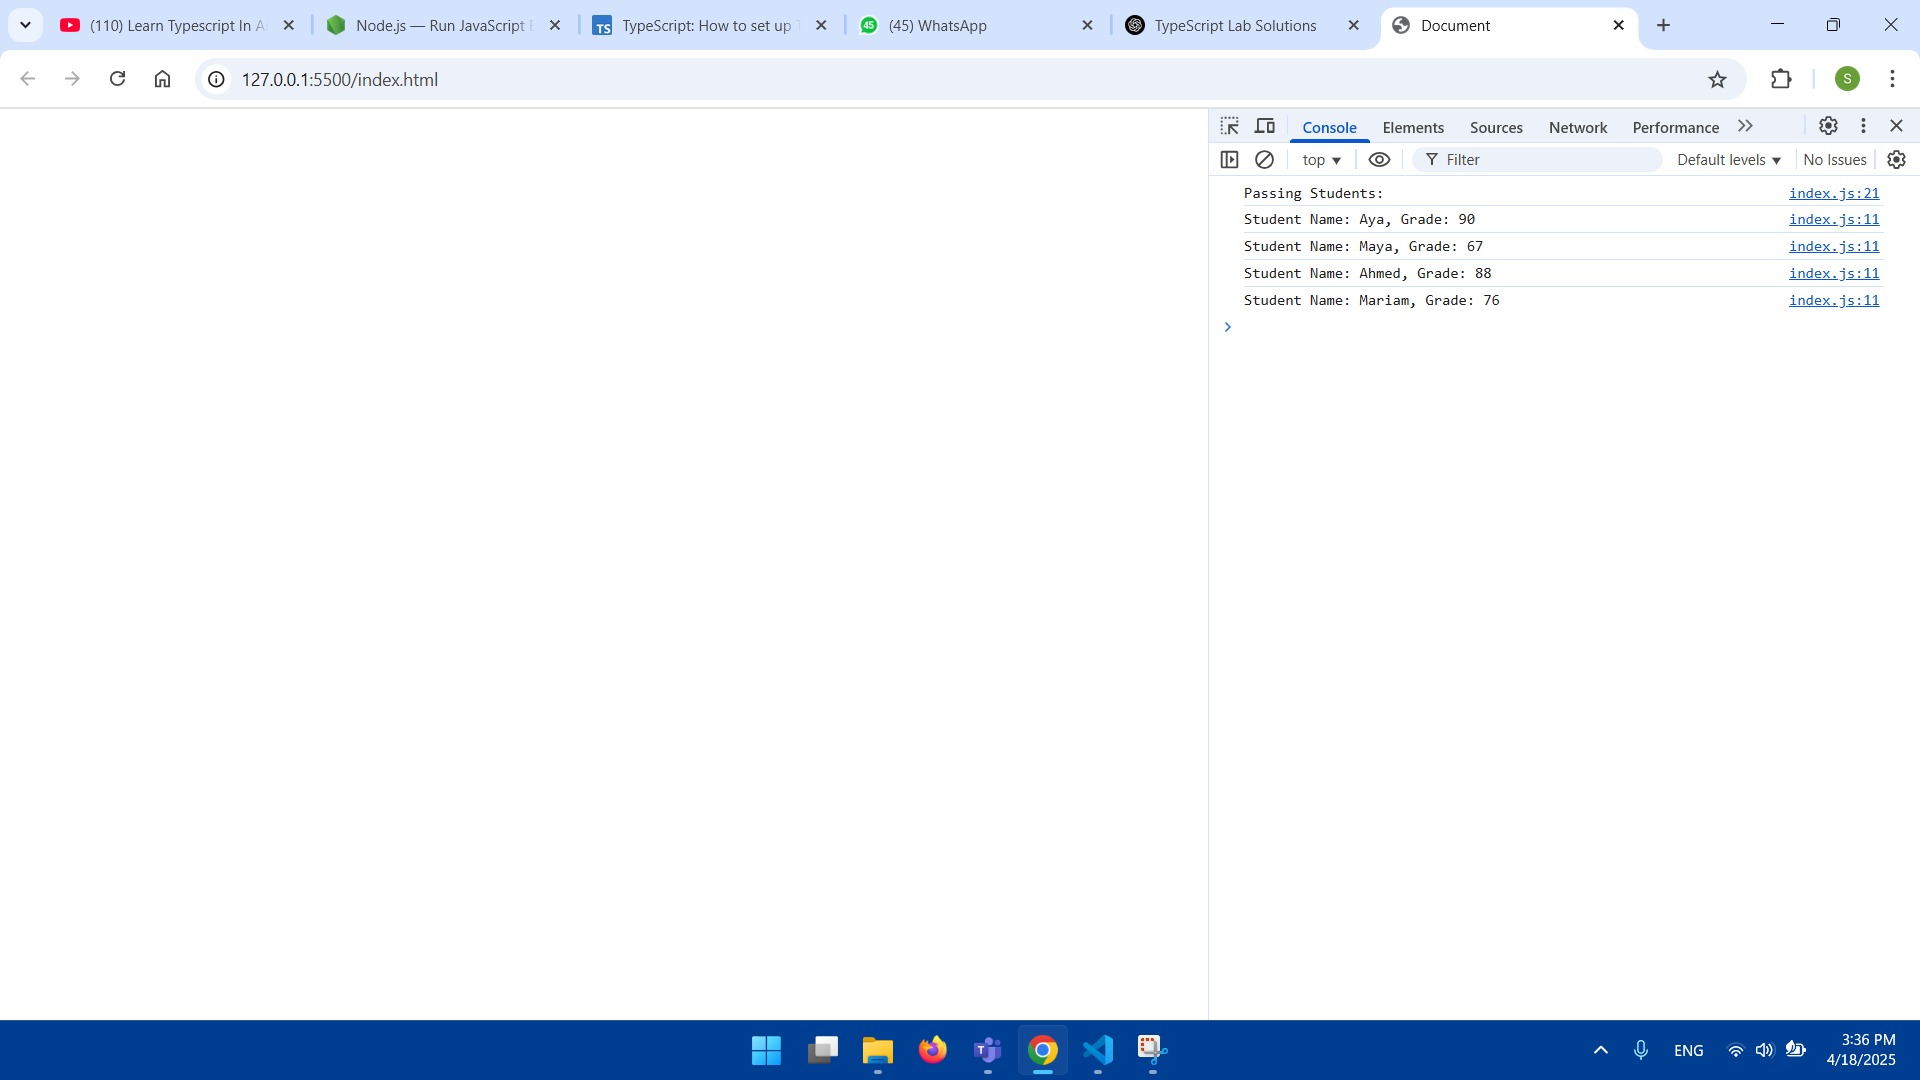 (110) Learn Typescript In A
Node.js — Run JavaScript E
TS
TypeScript: How to set up T
45
(45) WhatsApp
TypeScript Lab Solutions
Document
127.0.0.1:5500/index.html
S
Console
Elements
Sources
Network
Performance
top
Filter
Default levels
No Issues
Passing Students:
index.js:21
Student Name: Aya, Grade: 90
index.js:11
Student Name: Maya, Grade: 67
index.js:11
Student Name: Ahmed, Grade: 88
index.js:11
Student Name: Mariam, Grade: 76
index.js:11
T
ENG
3:36 PM
4/18/2025